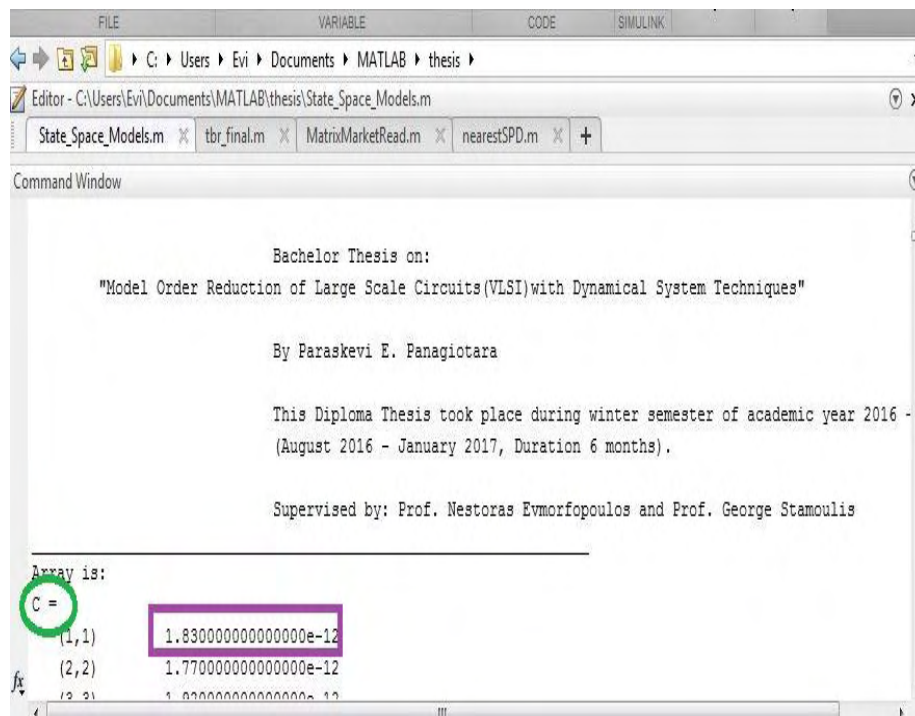 FILE VARIABLE CODE SIMULINK
C: Users Evi Documents MATLAB thesis
Editor - C:\Users\Evi\Documents\MATLAB\thesis\State_Space_Models.m
State_Space_Models.m tbr_final.m MatrixMarketRead.m nearestSPD.m +
Command Window
Bachelor Thesis on:
"Model Order Reduction of Large Scale Circuits(VLSI)with Dynamical System Techniques"
By Paraskevi E. Panagiotara
This Diploma Thesis took place during winter semester of academic year 2016 -
(August 2016 - January 2017, Duration 6 months).
Supervised by: Prof. Nestoras Evmorfopoulos and Prof. George Stamoulis
Array is:
C =
(1,1) 1.830000000000000e-12
(2,2) 1.770000000000000e-12
fx